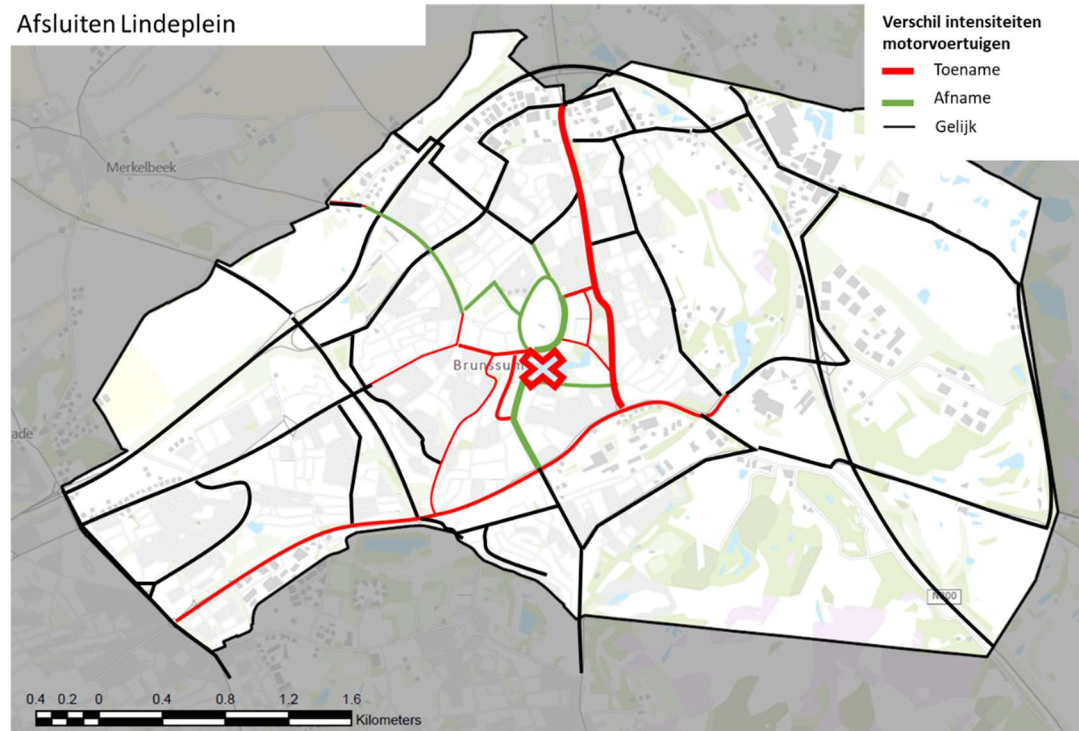 Afsluiten Lindeplein
Verschil intensiteiten
motorvoertuigen
Toename
Afname
Gelijk
Merkelbeek
ade
Brunssum
0.4 0.2 0 0.4 0.8 1.2 1.6
Kilometers